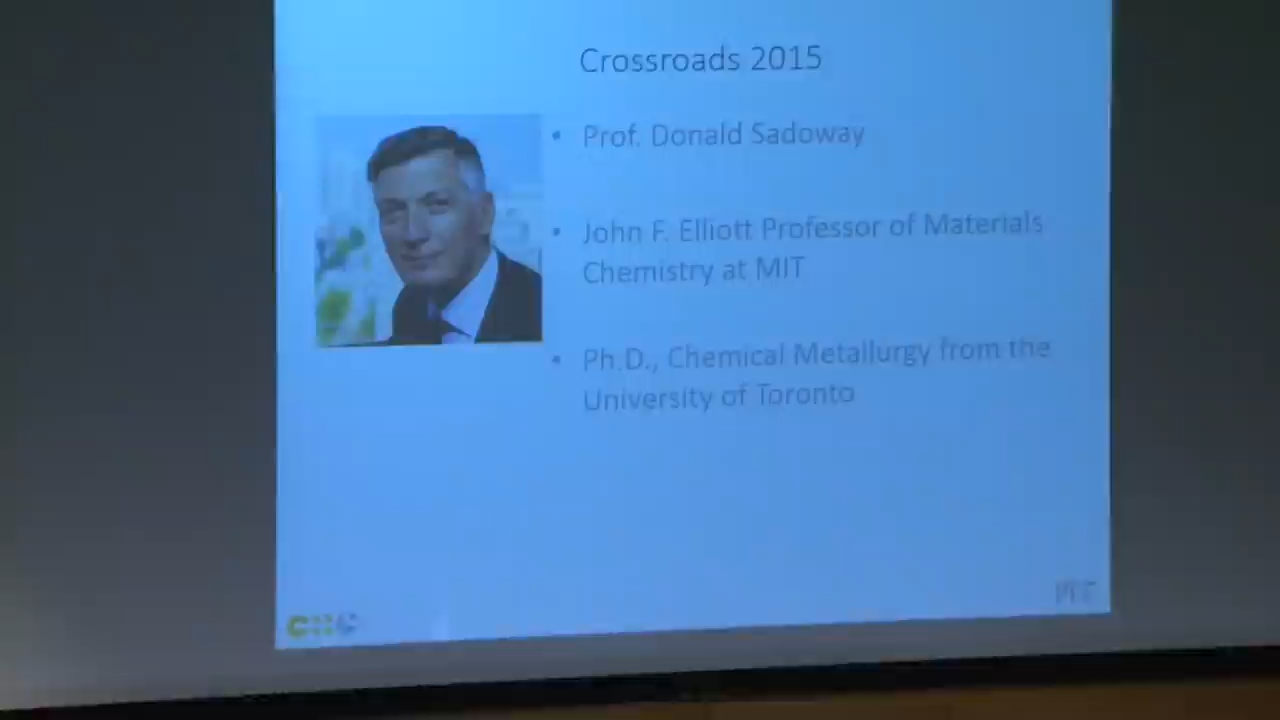 Crossroads 2015
• Prof. Donald Sadoway
• John F. Elliott Professor of Materials
Chemistry at MIT
• Ph.D., Chemical Metallurgy from the
University of Toronto